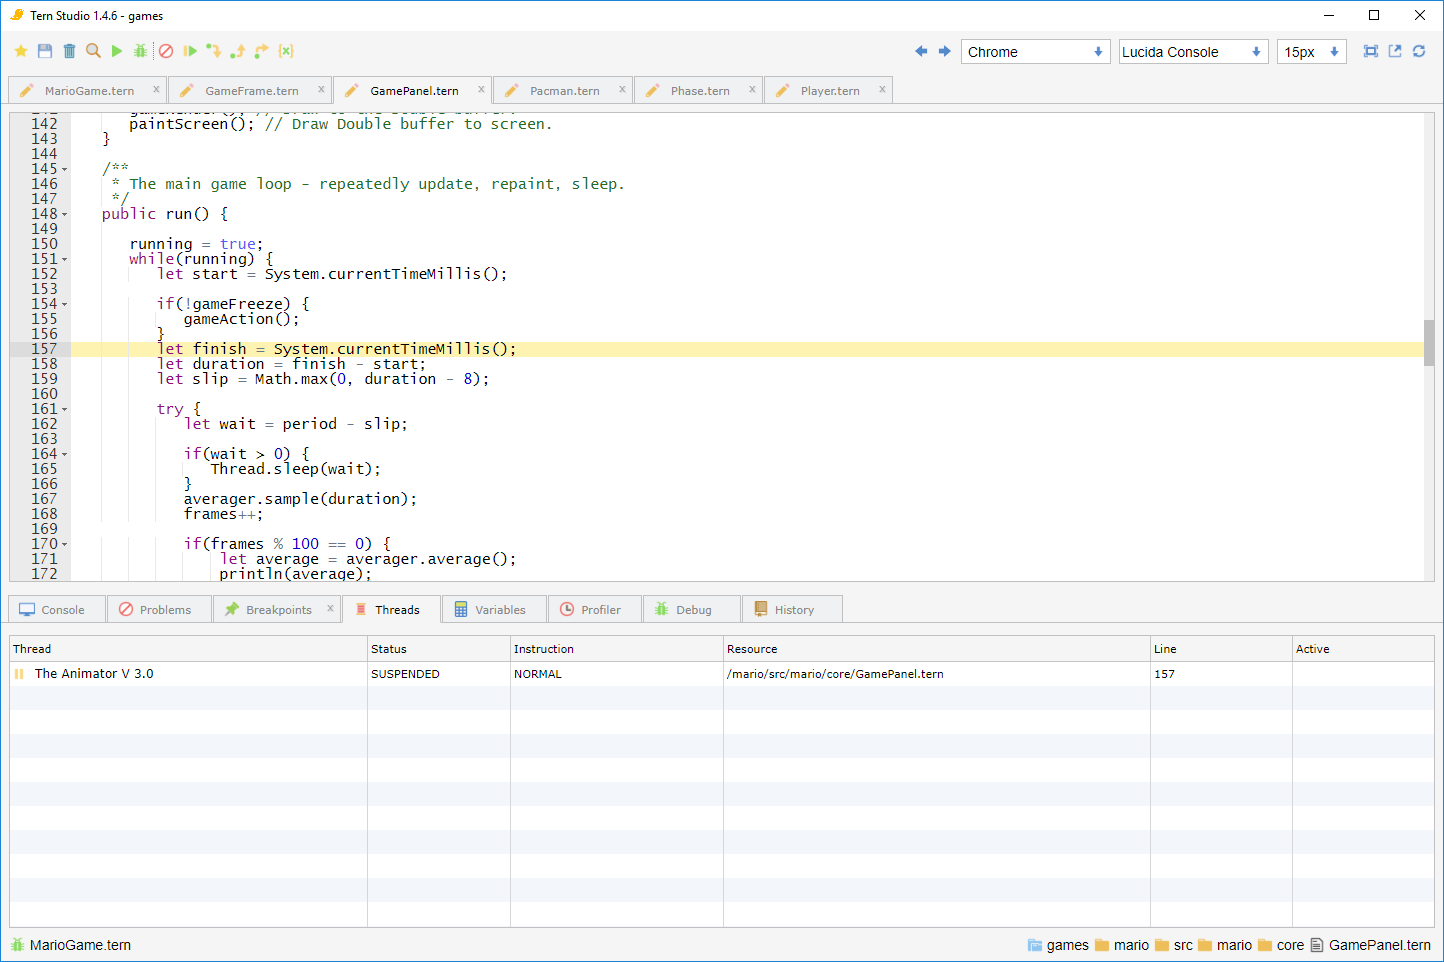 Tern Studio 1.4.6 - games
Chrome
Lucida Console
15px
MarioGame.tern x
GameFrame.tern x
GamePanel.tern x
Pacman.tern x
Phase.tern x
Player.tern x
142 paintScreen(); // Draw Double buffer to screen.
143 }
144
145 /**
146 * The main game loop - repeatedly update, repaint, sleep.
147 */
148 public run() {
149
150 running = true;
151 while(running) {
152 let start = System.currentTimeMillis();
153
154 if(!gameFreeze) {
155 gameAction();
156 }
157 let finish = System.currentTimeMillis();
158 let duration = finish - start;
159 let slip = Math.max(0, duration - 8);
160
161 try {
162 let wait = period - slip;
163
164 if(wait > 0) {
165 Thread.sleep(wait);
166 }
167 averager.sample(duration);
168 frames++;
169
170 if(frames % 100 == 0) {
171 let average = averager.average();
172 println(average);
Console
Problems
Breakpoints x
Threads
Variables
Profiler
Debug
History
Thread Status Instruction Resource Line Active
The Animator V 3.0 SUSPENDED NORMAL /mario/src/mario/core/GamePanel.tern 157
MarioGame.tern
games mario src mario core GamePanel.tern